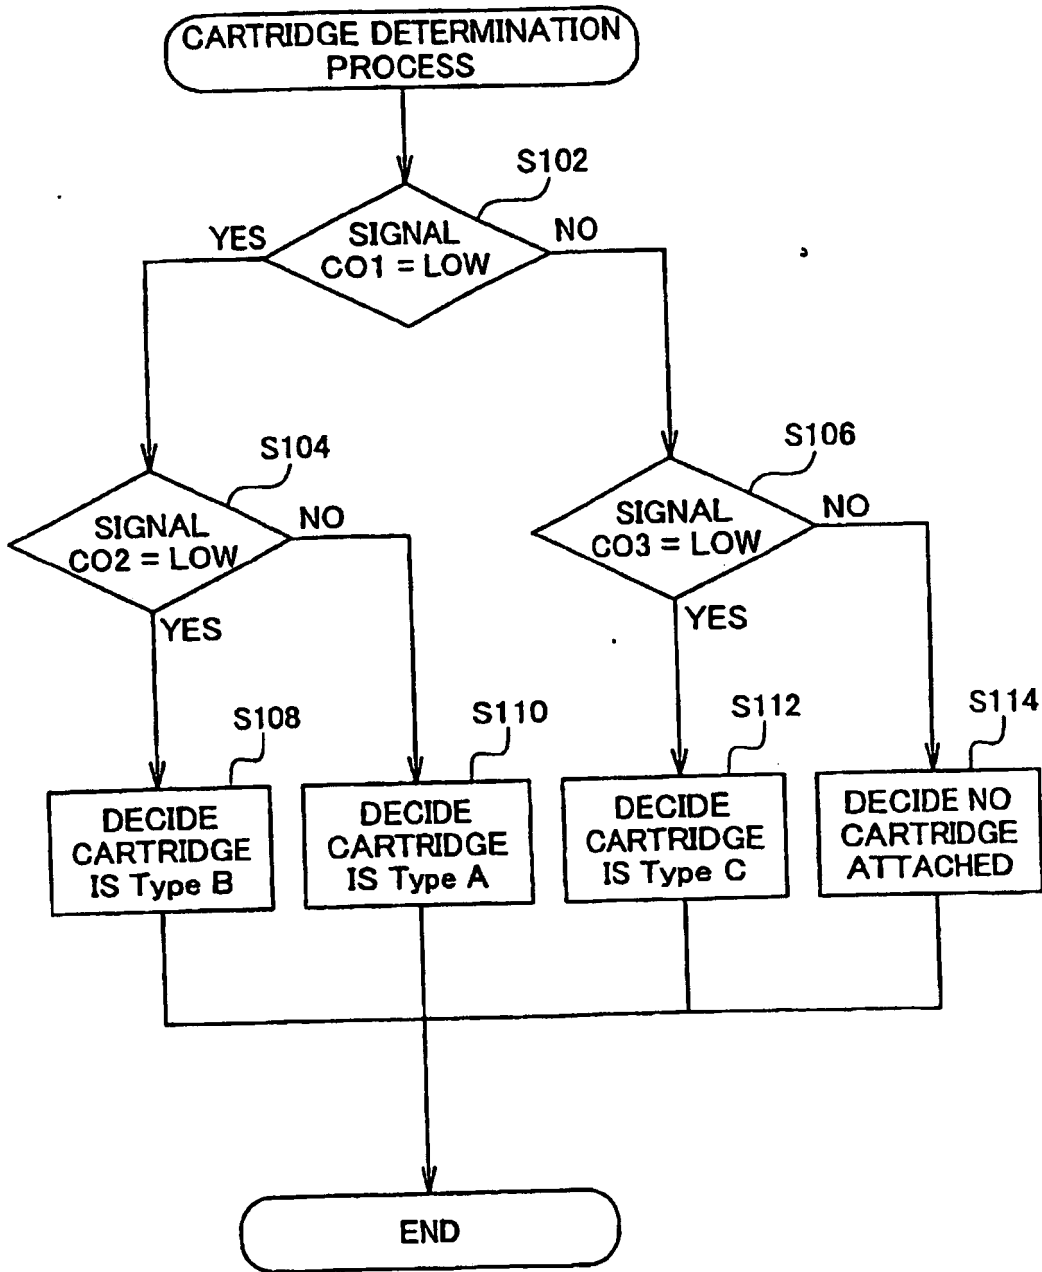 CARTRIDGE DETERMINATION
PROCESS
S102
YES
SIGNAL
CO1 = LOW
NO
S104
SIGNAL
CO2 = LOW
NO
YES
S106
SIGNAL
CO3 = LOW
NO
YES
S108
DECIDE
CARTRIDGE
IS Type B
S110
DECIDE
CARTRIDGE
IS Type A
S112
DECIDE
CARTRIDGE
IS Type C
S114
DECIDE NO
CARTRIDGE
ATTACHED
END